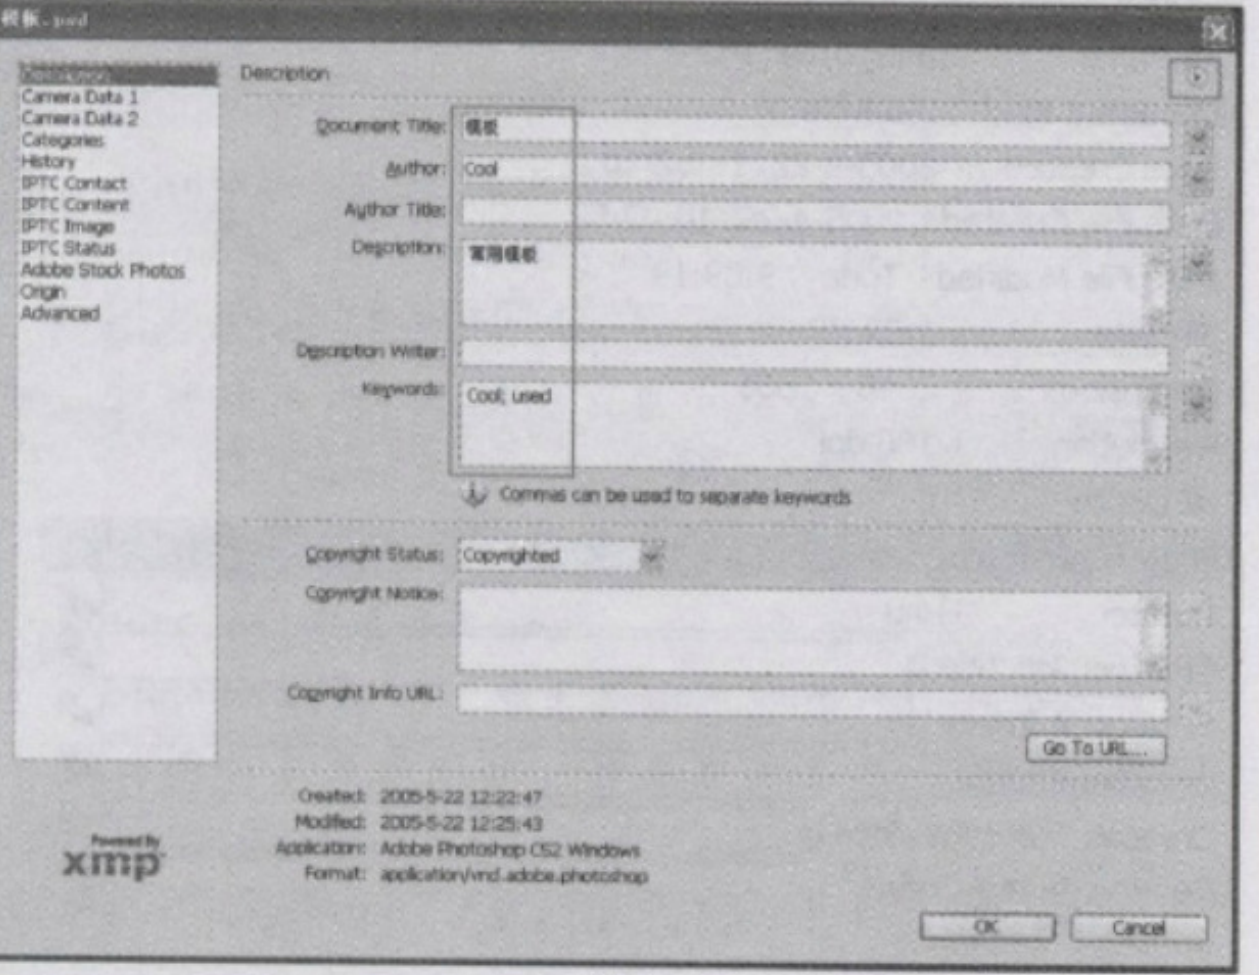 模板.psd
Description
Camera Data 1
Camera Data 2
Categories
History
IPTC Contact
IPTC Content
IPTC Image
IPTC Status
Adobe Stock Photos
Origin
Advanced
Powered By
xmp
Description
Document Title: 模板
Author: Cool
Author Title:
Description: 常用模板
Description Writer:
Keywords: Cool; used
Commas can be used to separate keywords
Copyright Status: Copyrighted
Copyright Notice:
Copyright Info URL:
Go To URL...
Created: 2005-5-22 12:22:47
Modified: 2005-5-22 12:25:43
Application: Adobe Photoshop CS2 Windows
Format: application/vnd.adobe.photoshop
OK
Cancel